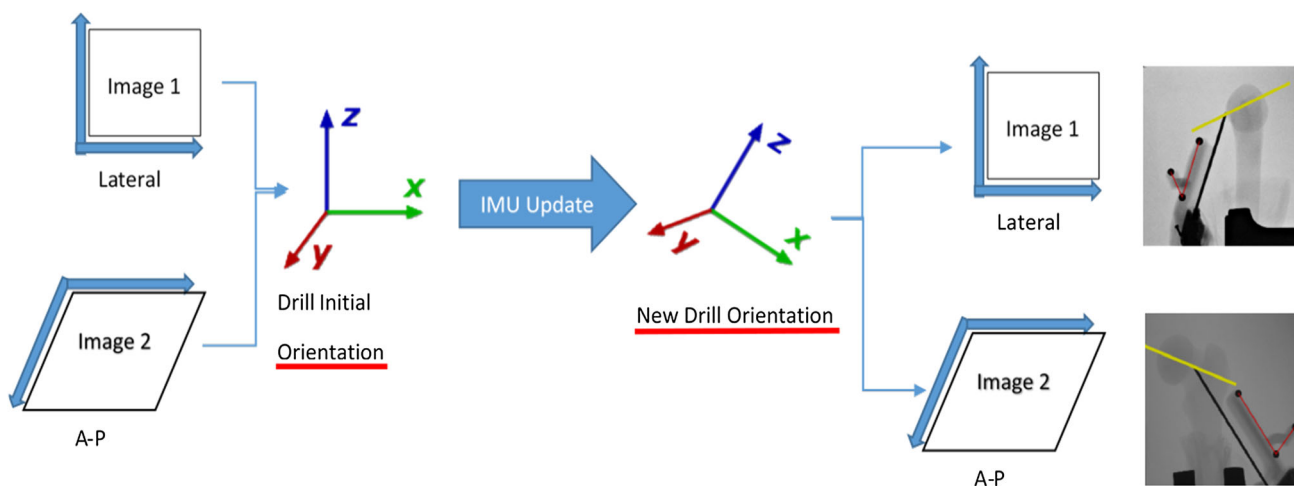 Image 1
Lateral
Image 2
A-P
z
x
y
Drill Initial
Orientation
IMU Update
z
x
y
New Drill Orientation
Image 1
Lateral
Image 2
A-P